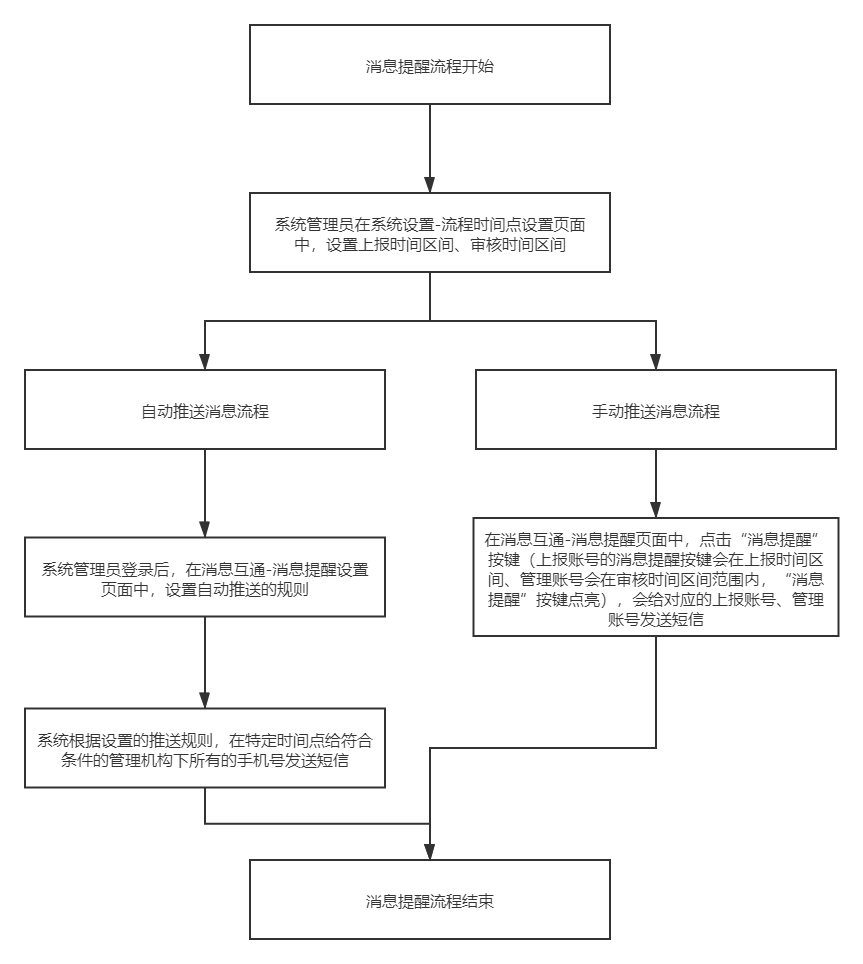 消息提醒流程开始
系统管理员在系统设置-流程时间点设置页面
中，设置上报时间区间、审核时间区间
自动推送消息流程
手动推送消息流程
系统管理员登录后，在消息互通-消息提醒设置
页面中，设置自动推送的规则
在消息互通-消息提醒页面中，点击“消息提醒”
按键（上报账号的消息提醒按键会在上报时间区
间、管理账号会在审核时间区间范围内，“消息
提醒”按键点亮），会给对应的上报账号、管理
账号发送短信
系统根据设置的推送规则，在特定时间点给符合
条件的管理机构下所有的手机号发送短信
消息提醒流程结束